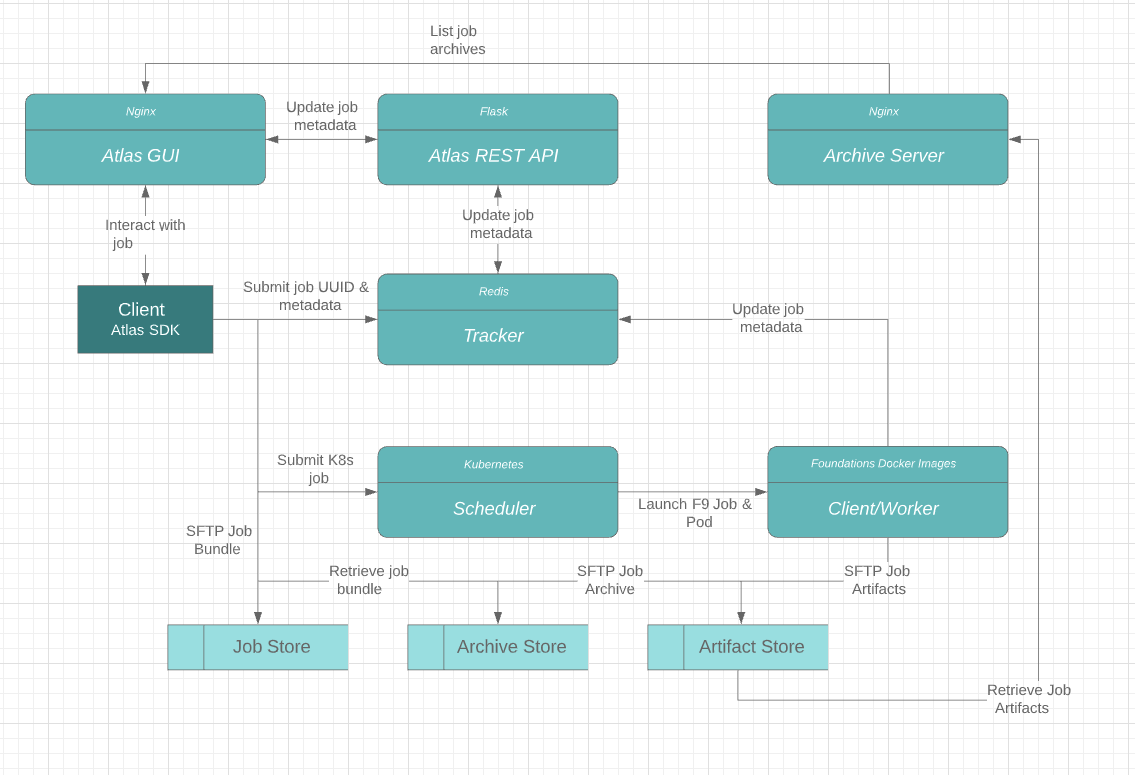 List job
archives
Nginx
Atlas GUI
Update job
metadata
Flask
Atlas REST API
Nginx
Archive Server
Interact with
job
Update job
metadata
Client
Atlas SDK
Submit job UUID &
metadata
Redis
Tracker
Update job
metadata
Submit K8s
job
Kubernetes
Scheduler
Launch F9 Job &
Pod
Foundations Docker Images
Client/Worker
SFTP Job
Bundle
Retrieve job
bundle
SFTP Job
Archive
SFTP Job
Artifacts
Job Store
Archive Store
Artifact Store
Retrieve Job
Artifacts